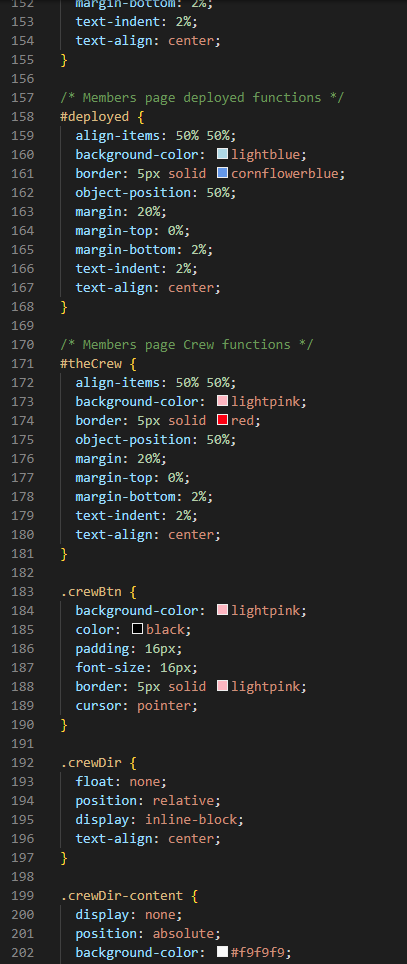 152 margin-bottom: 2%;
153 text-indent: 2%;
154 text-align: center;
155 }
156
157 /* Members page deployed functions */
158 #deployed {
159 align-items: 50% 50%;
160 background-color: lightblue;
161 border: 5px solid cornflowerblue;
162 object-position: 50%;
163 margin: 20%;
164 margin-top: 0%;
165 margin-bottom: 2%;
166 text-indent: 2%;
167 text-align: center;
168 }
169
170 /* Members page Crew functions */
171 #theCrew {
172 align-items: 50% 50%;
173 background-color: lightpink;
174 border: 5px solid red;
175 object-position: 50%;
176 margin: 20%;
177 margin-top: 0%;
178 margin-bottom: 2%;
179 text-indent: 2%;
180 text-align: center;
181 }
182
183 .crewBtn {
184 background-color: lightpink;
185 color: black;
186 padding: 16px;
187 font-size: 16px;
188 border: 5px solid lightpink;
189 cursor: pointer;
190 }
191
192 .crewDir {
193 float: none;
194 position: relative;
195 display: inline-block;
196 text-align: center;
197 }
198
199 .crewDir-content {
200 display: none;
201 position: absolute;
202 background-color: #f9f9f9;